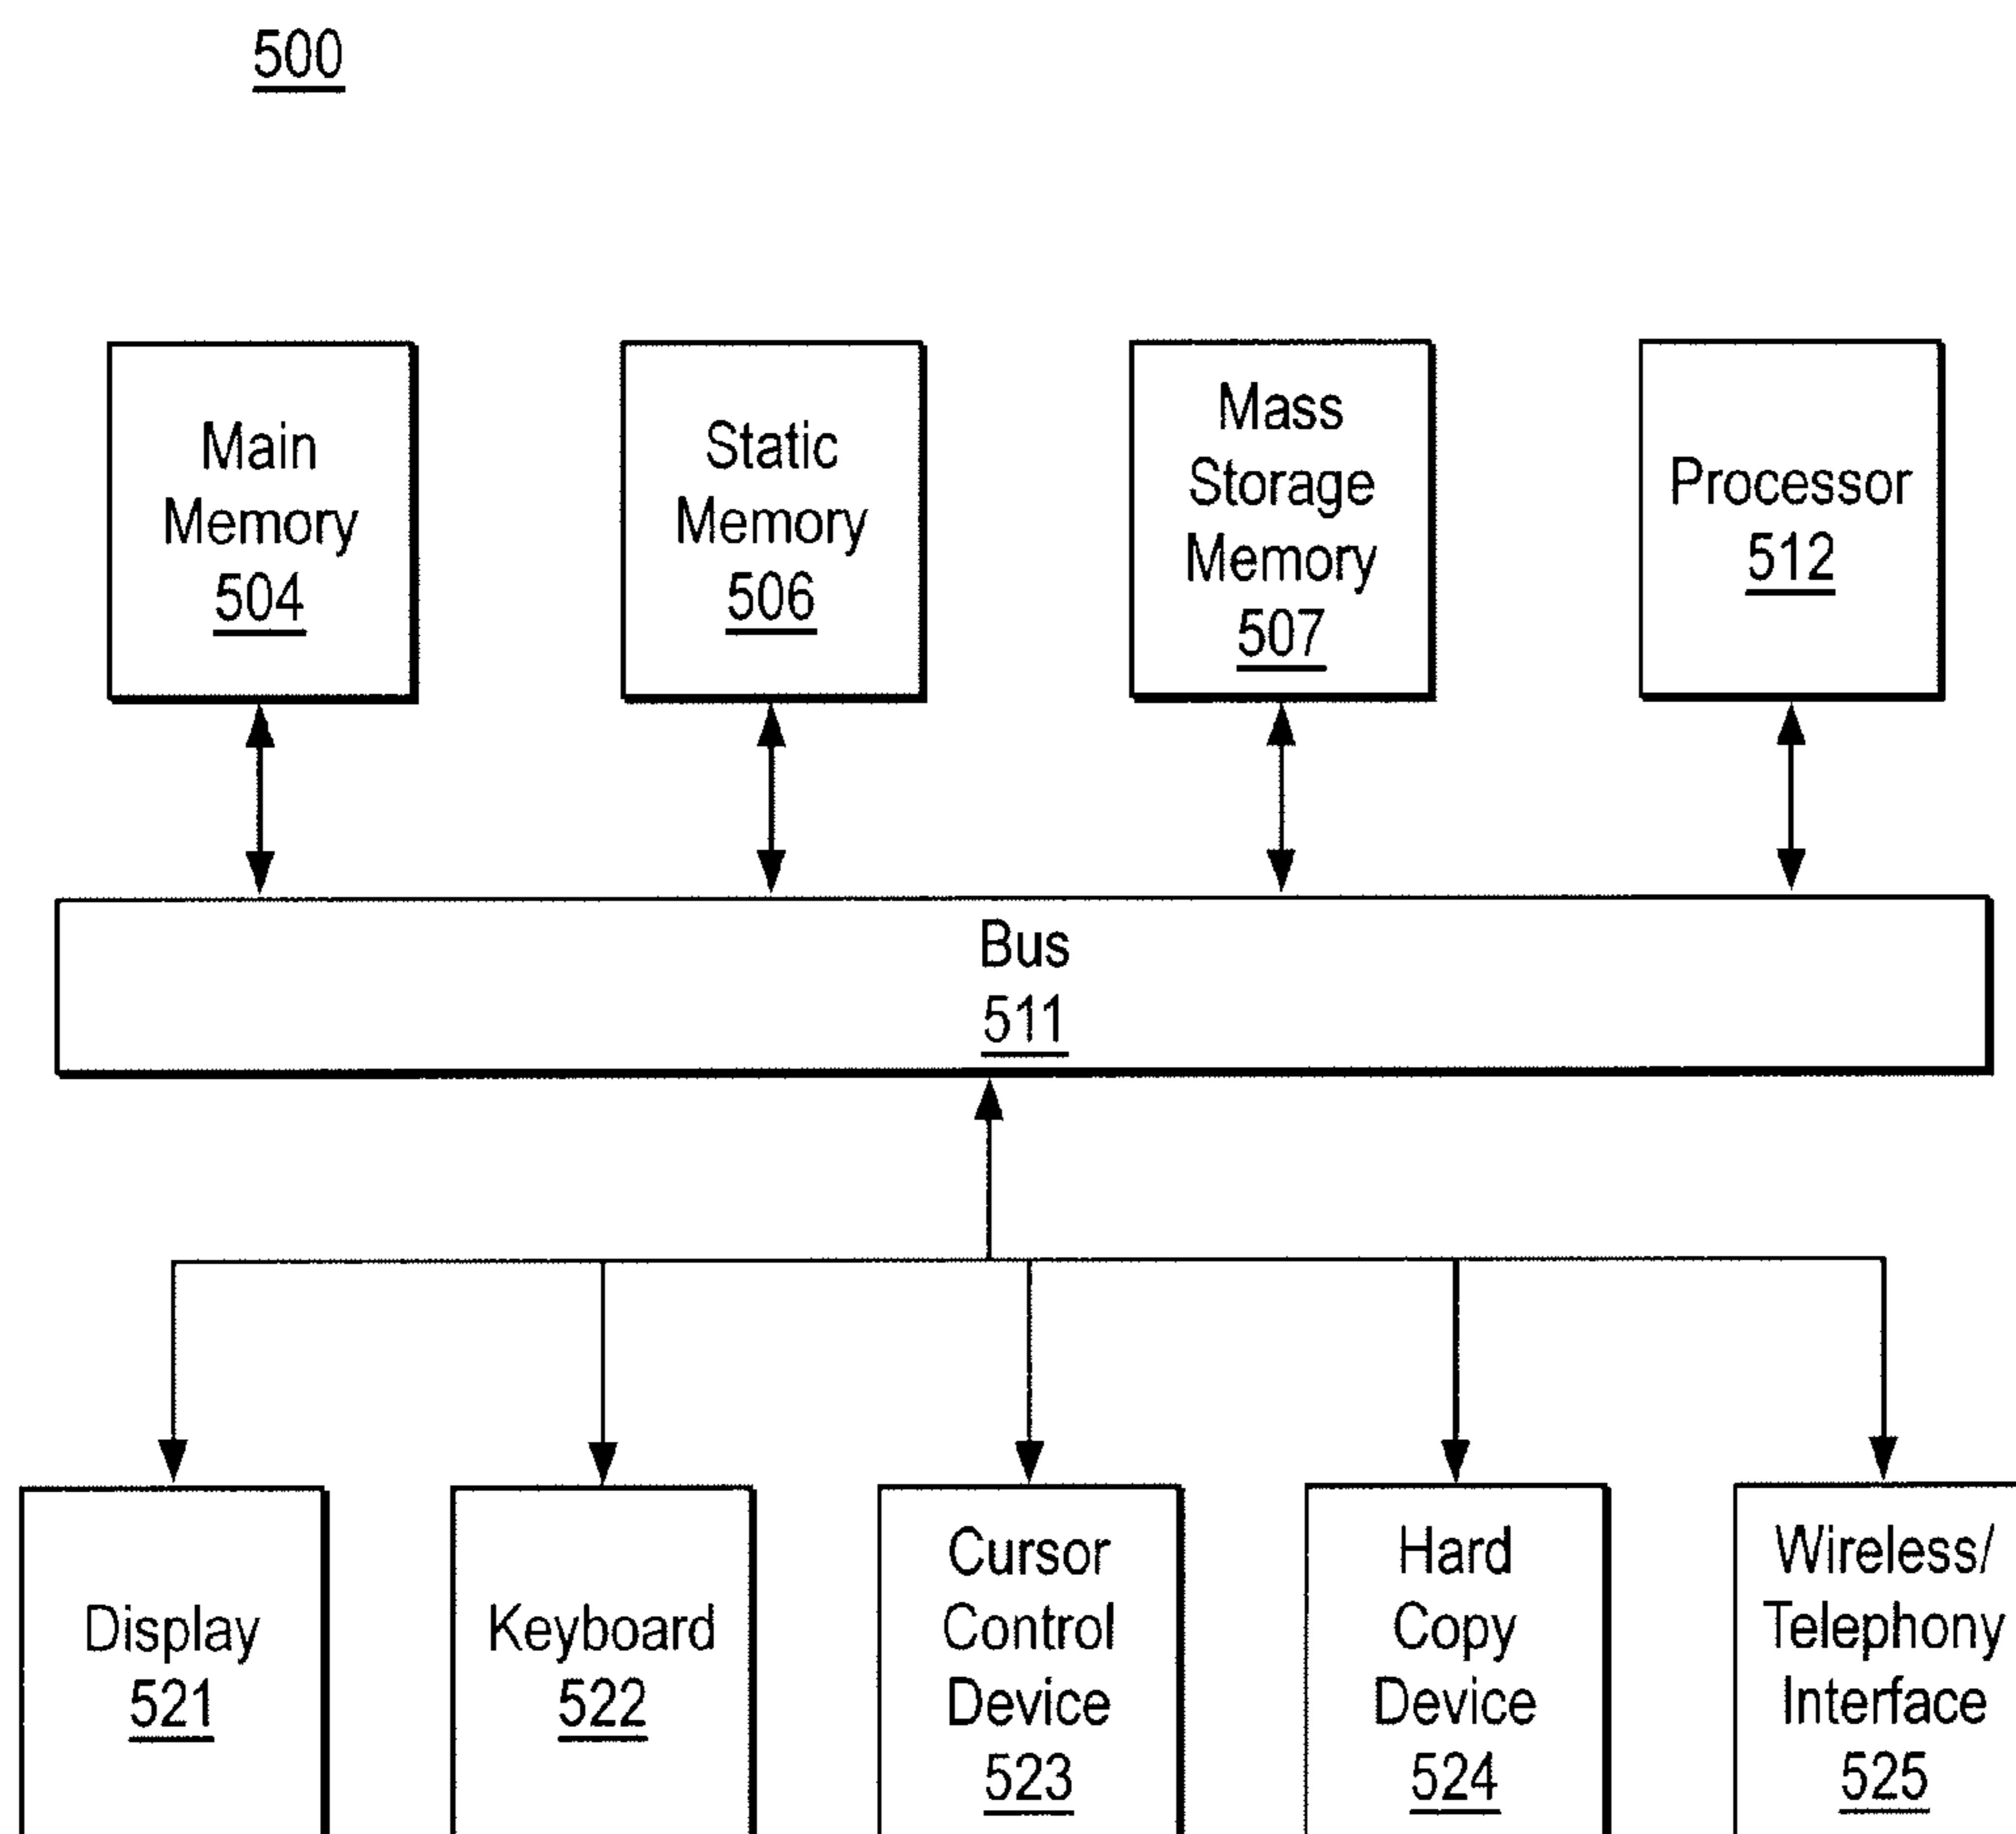 500
Main
Memory
504
Static
Memory
506
Mass
Storage
Memory
507
Processor
512
Bus
511
Display
521
Keyboard
522
Cursor
Control
Device
523
Hard
Copy
Device
524
Wireless/
Telephony
Interface
525